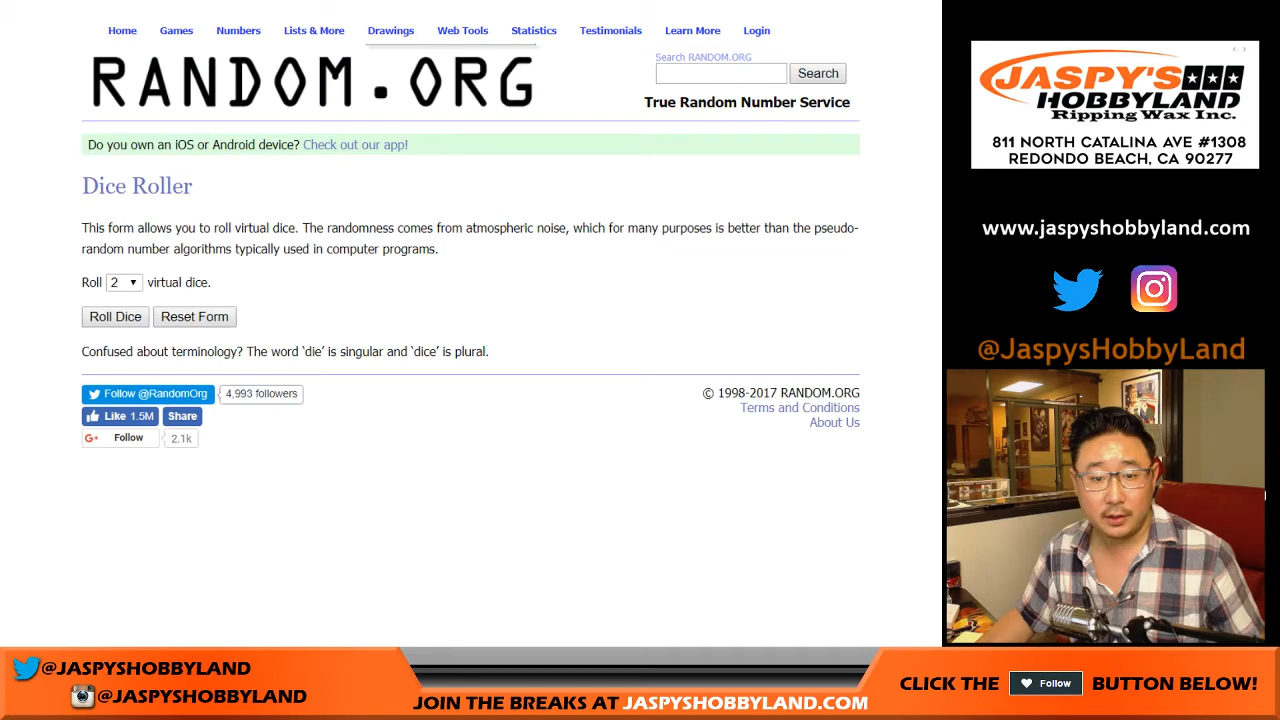 Home Games Numbers Lists & More Drawings Web Tools Statistics Testimonials Learn More Login
RANDOM.ORG
Search RANDOM.ORG
Search
True Random Number Service
Do you own an iOS or Android device? Check out our app!
Dice Roller
This form allows you to roll virtual dice. The randomness comes from atmospheric noise, which for many purposes is better than the pseudo-
random number algorithms typically used in computer programs.
Roll 2 virtual dice.
Roll Dice Reset Form
Confused about terminology? The word ‘die’ is singular and ‘dice’ is plural.
Follow @RandomOrg 4,993 followers
Like 1.5M Share
G+ Follow 2.1k
© 1998-2017 RANDOM.ORG
Terms and Conditions
About Us
JASPY'S
HOBBYLAND
Ripping Wax Inc.
811 NORTH CATALINA AVE #1308
REDONDO BEACH, CA 90277
www.jaspyshobbyland.com
@JaspysHobbyLand
@JASPYSHOBBYLAND
@JASPYSHOBBYLAND
JOIN THE BREAKS AT JASPYSHOBBYLAND.COM
CLICK THE Follow BUTTON BELOW!